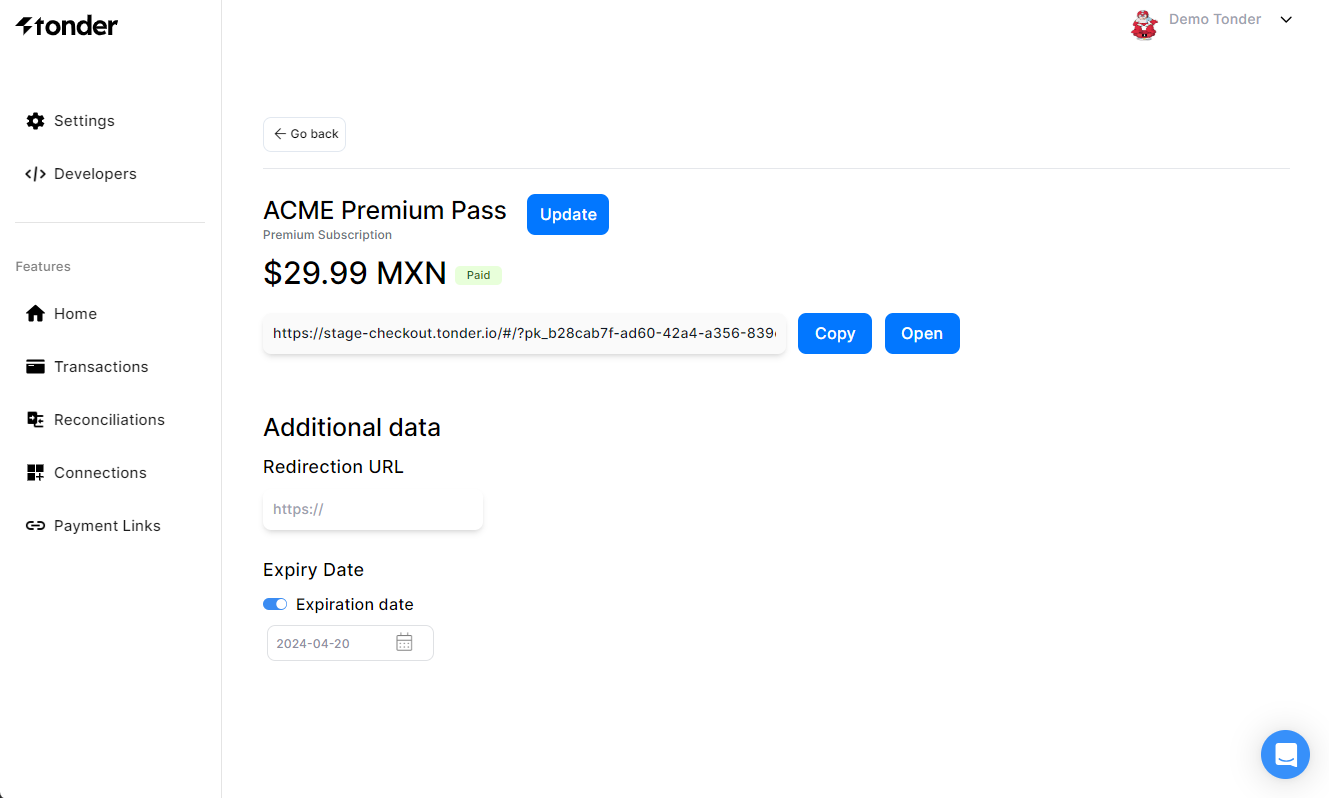 tonder
Demo Tonder
Settings
Developers
Features
Home
Transactions
Reconciliations
Connections
Payment Links
Go back
ACME Premium Pass
Update
Premium Subscription
$29.99 MXN Paid
https://stage-checkout.tonder.io/#/?pk_b28cab7f-ad60-42a4-a356-839
Copy
Open
Additional data
Redirection URL
https://
Expiry Date
Expiration date
2024-04-20